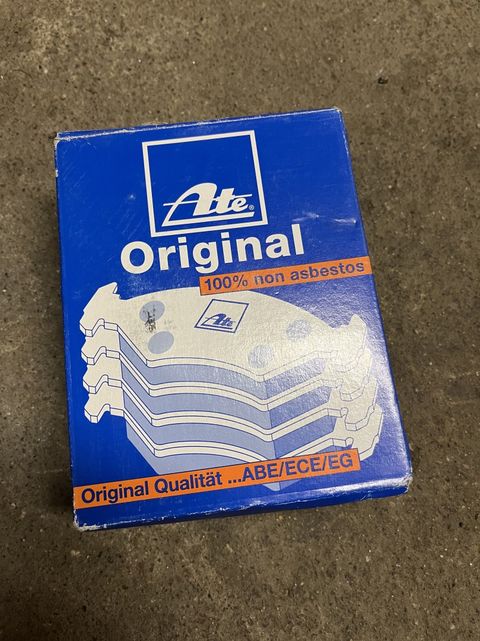 Ate®
Original
100% non asbestos
Ate
Original Qualität ...ABE/ECE/EG